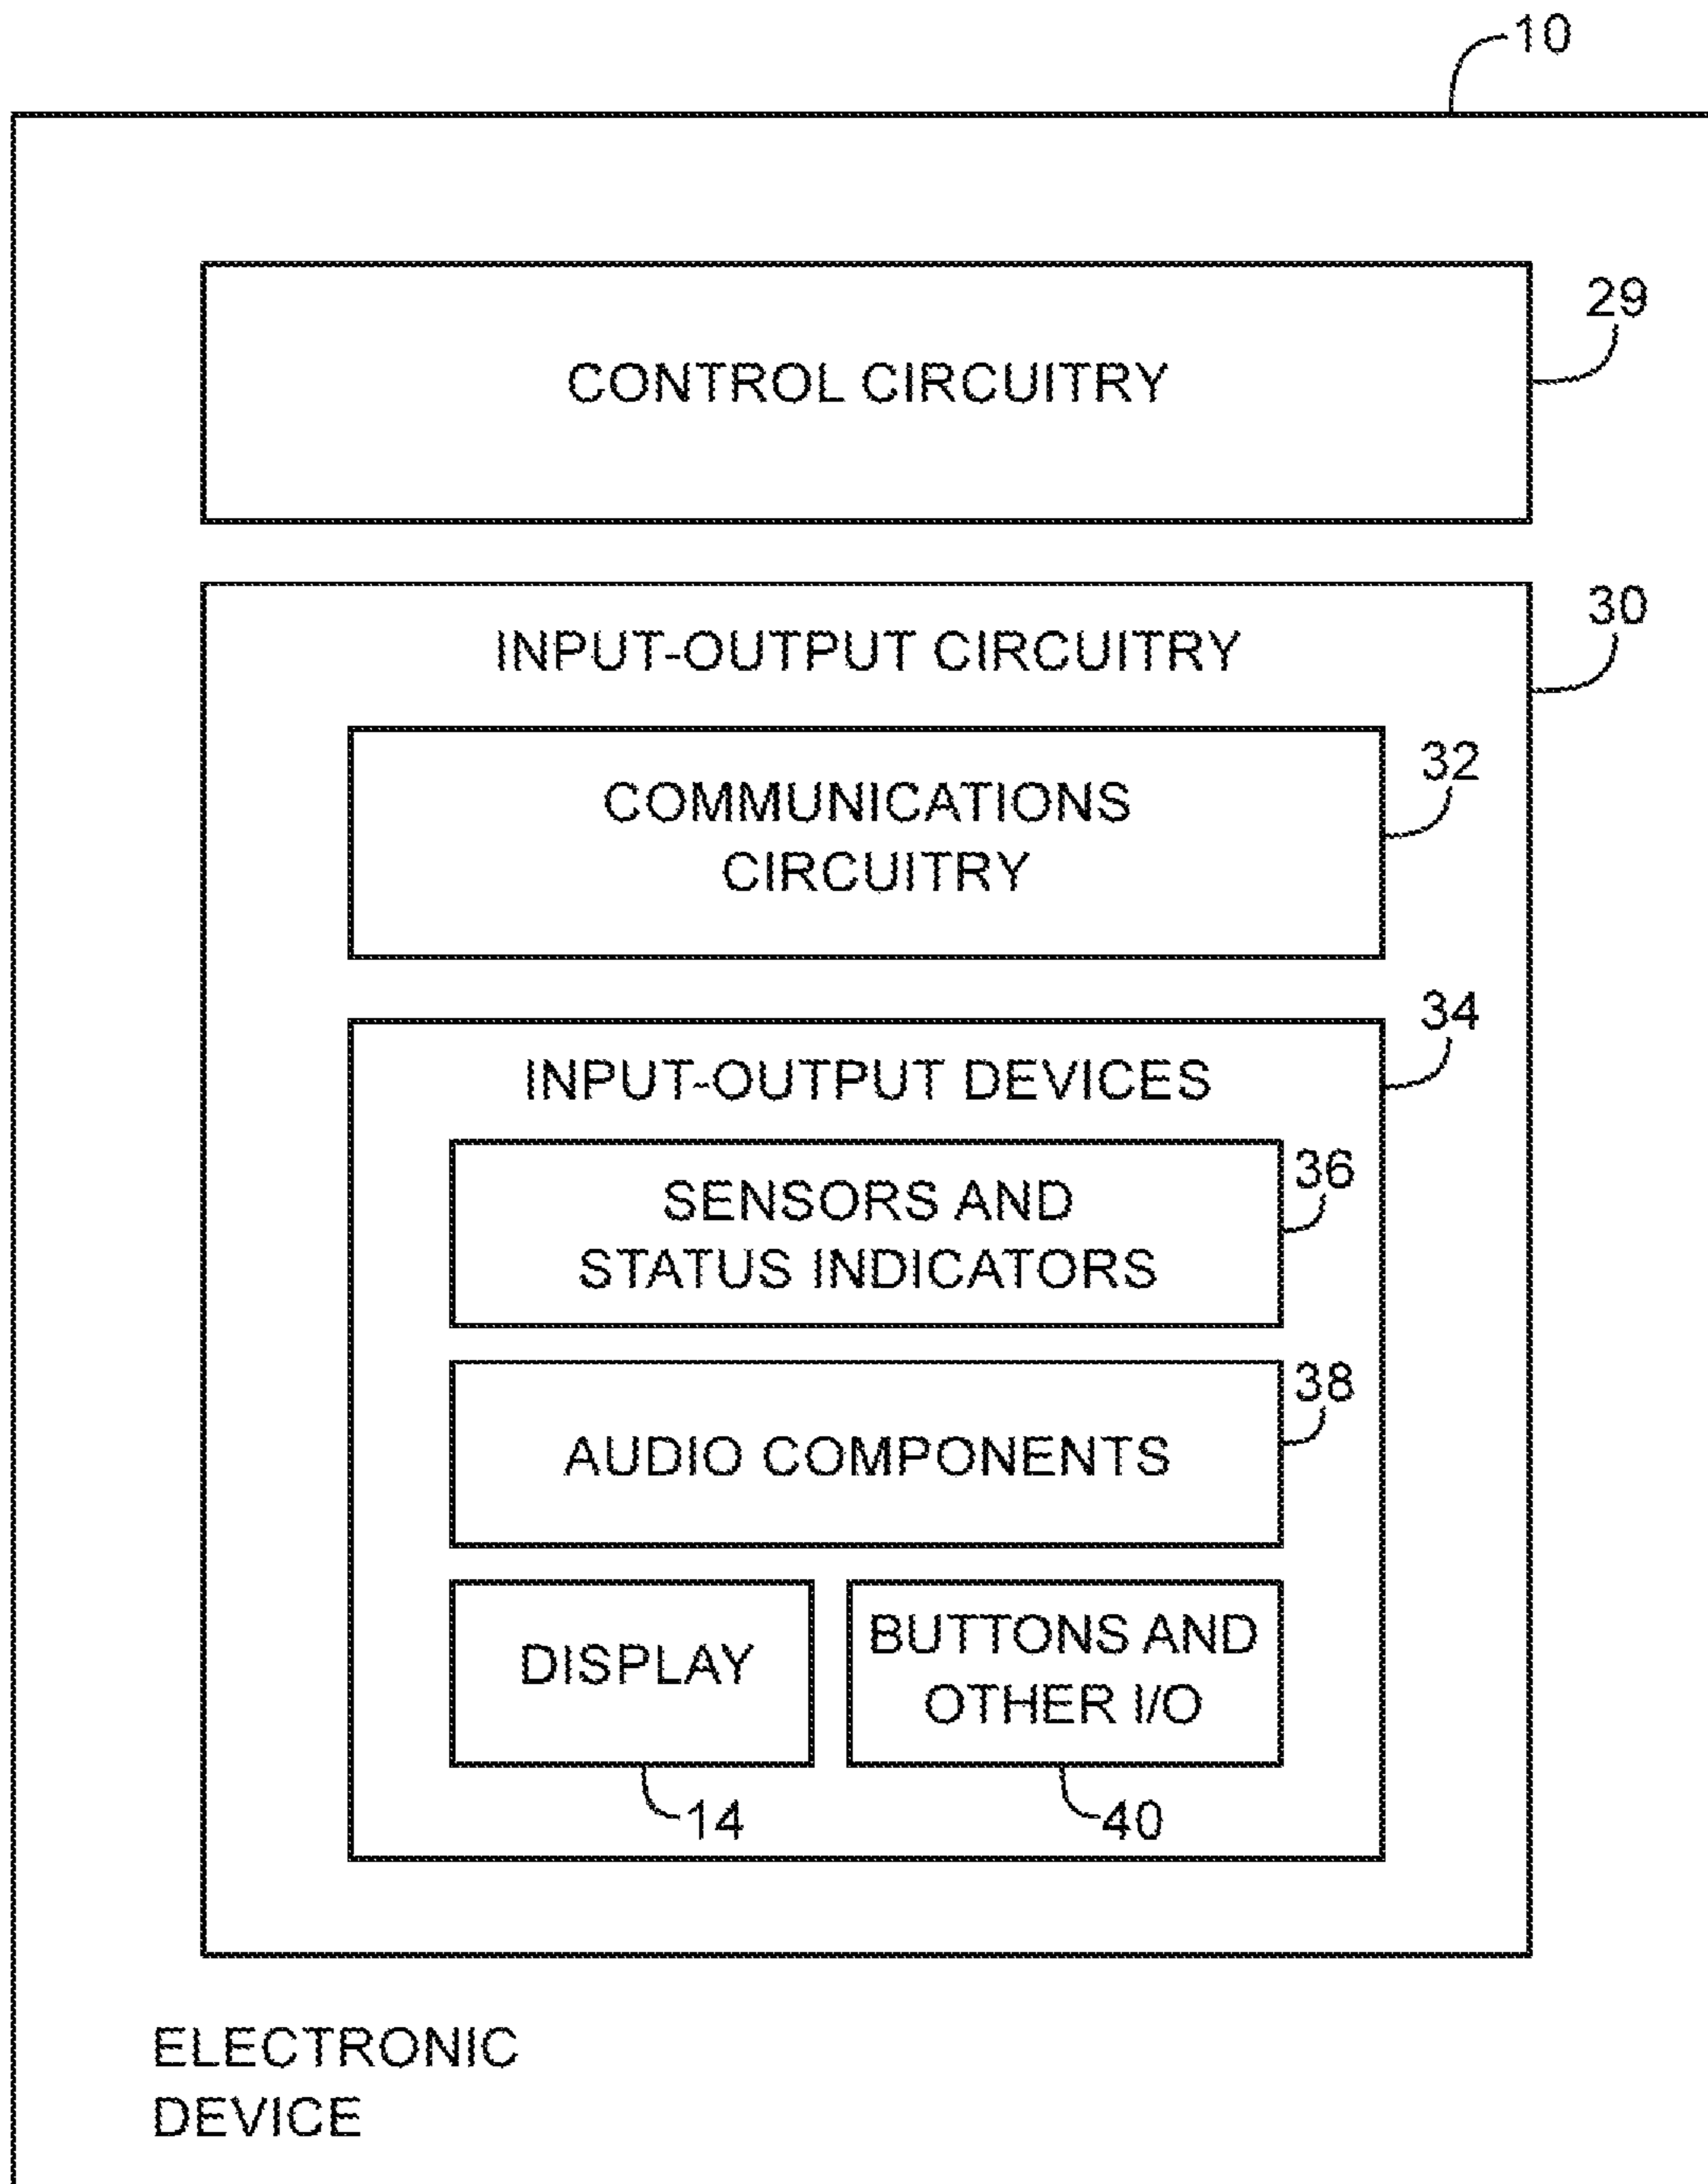 10
CONTROL CIRCUITRY
29
INPUT-OUTPUT CIRCUITRY
30
COMMUNICATIONS
CIRCUITRY
32
INPUT-OUTPUT DEVICES
34
SENSORS AND
STATUS INDICATORS
36
AUDIO COMPONENTS
38
DISPLAY
14
BUTTONS AND
OTHER I/O
40
ELECTRONIC
DEVICE